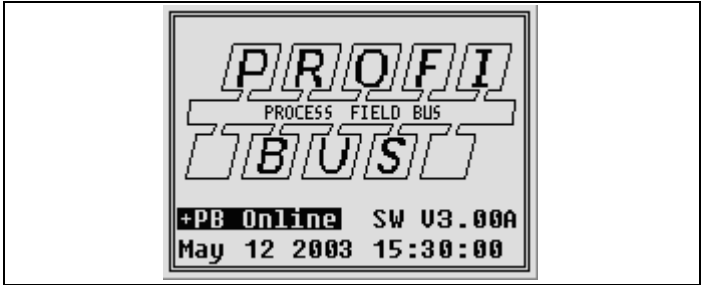 PROFI
PROCESS FIELD BUS
BUS
+PB Online SW V3.00A
May 12 2003 15:30:00